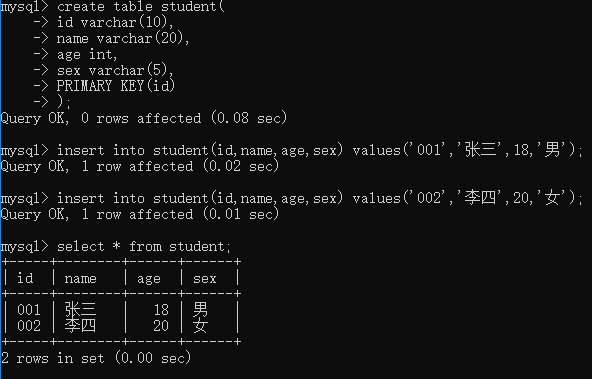 mysql> create table student(
    -> id varchar(10),
    -> name varchar(20),
    -> age int,
    -> sex varchar(5),
    -> PRIMARY KEY(id)
    -> );
Query OK, 0 rows affected (0.08 sec)

mysql> insert into student(id,name,age,sex) values('001','张三',18,'男');
Query OK, 1 row affected (0.02 sec)

mysql> insert into student(id,name,age,sex) values('002','李四',20,'女');
Query OK, 1 row affected (0.01 sec)

mysql> select * from student;
+-----+--------+------+------+
| id  | name   | age  | sex  |
+-----+--------+------+------+
| 001 | 张三   |   18 | 男   |
| 002 | 李四   |   20 | 女   |
+-----+--------+------+------+
2 rows in set (0.00 sec)